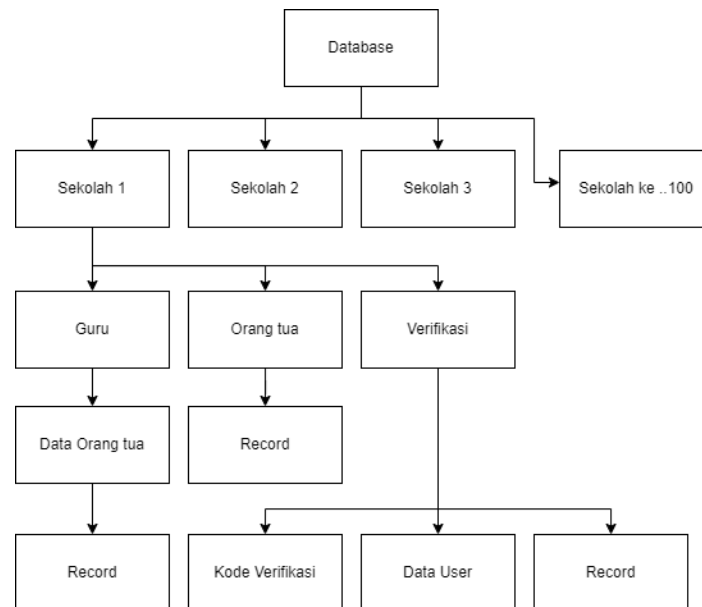 Database
Sekolah 1
Sekolah 2
Sekolah 3
Sekolah ke ..100
Guru
Orang tua
Verifikasi
Data Orang tua
Record
Record
Kode Verifikasi
Data User
Record